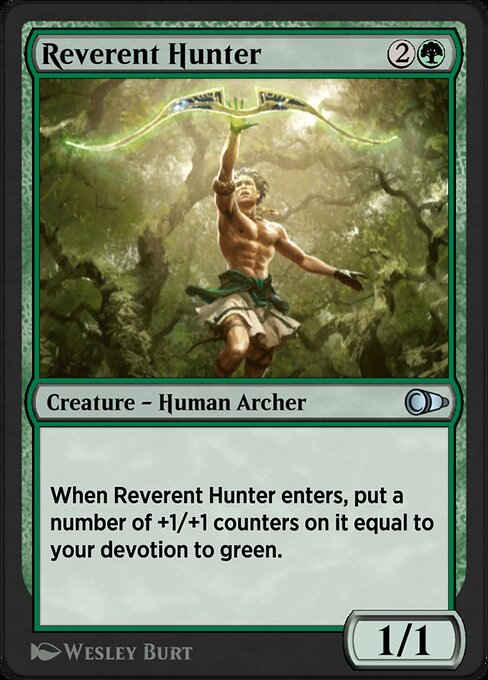 Reverent Hunter 2
Creature – Human Archer
When Reverent Hunter enters, put a
number of +1/+1 counters on it equal to
your devotion to green.
1/1
Wesley Burt